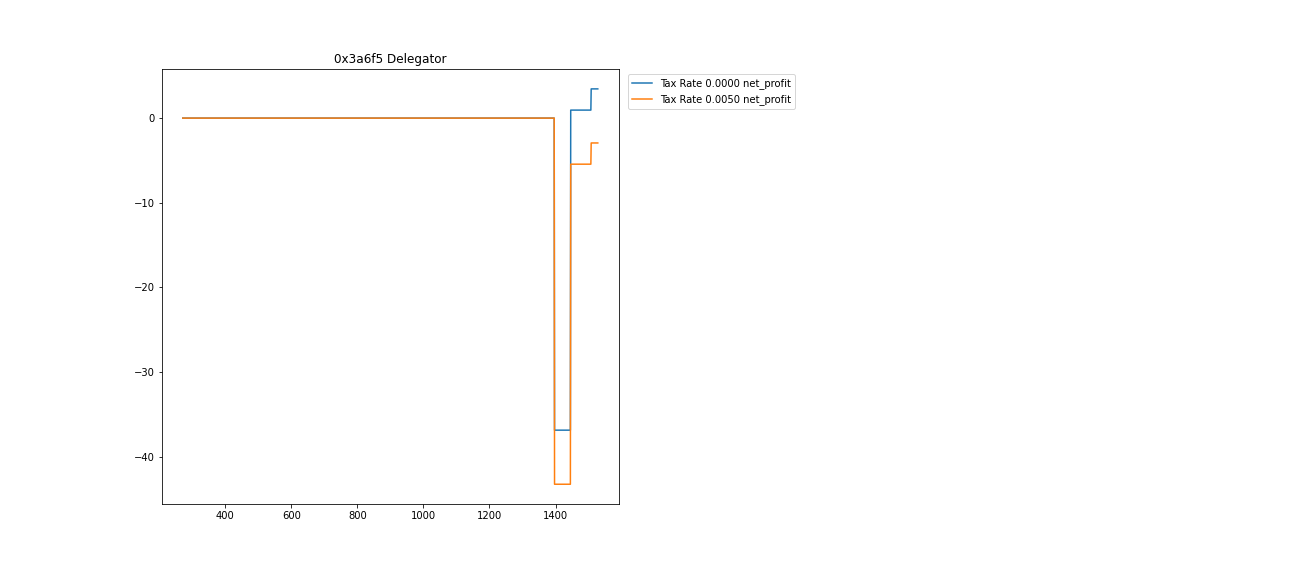 0x3a6f5 Delegator
Tax Rate 0.0000 net_profit
Tax Rate 0.0050 net_profit
0
−10
−20
−30
−40
400 600 800 1000 1200 1400